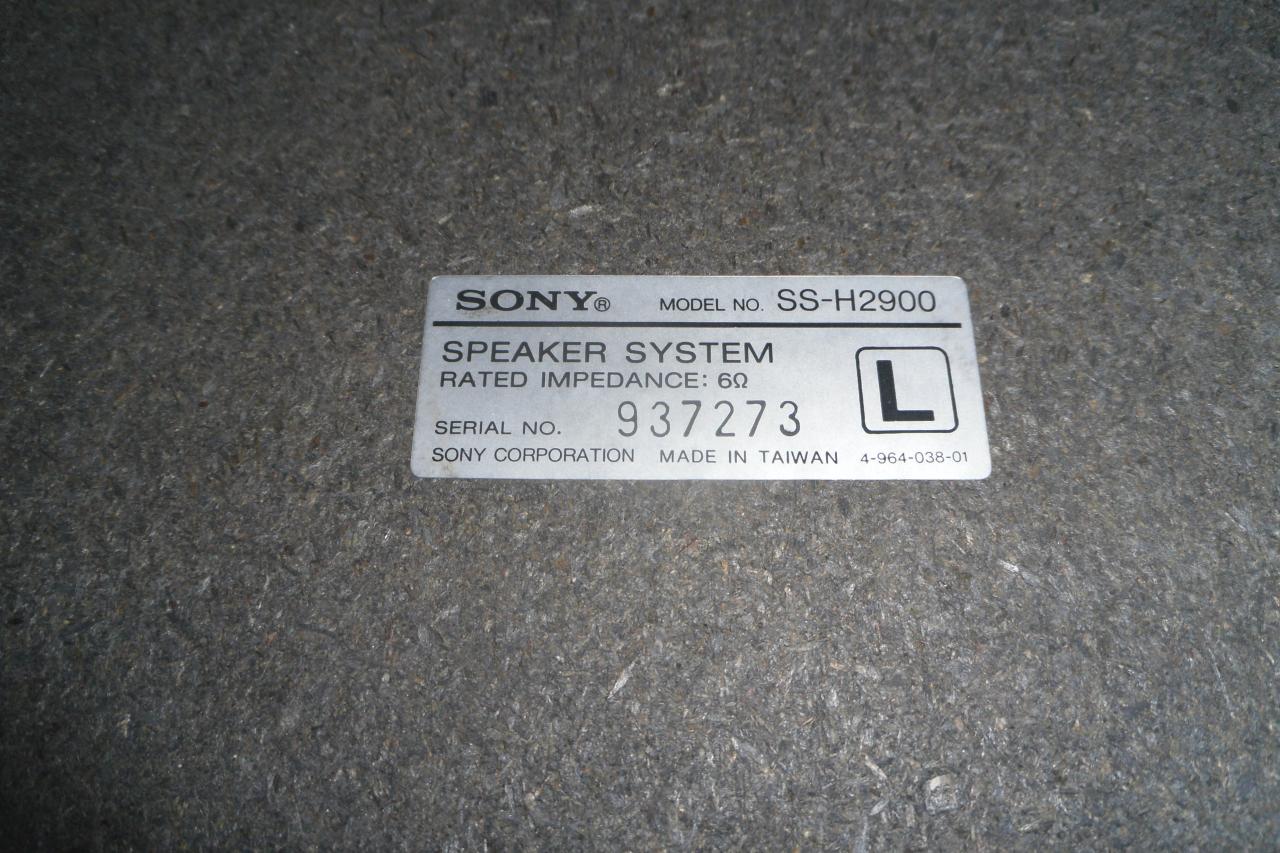 SONY® MODEL NO. SS-H2900
SPEAKER SYSTEM
RATED IMPEDANCE: 6Ω
L
SERIAL NO. 937273
SONY CORPORATION MADE IN TAIWAN 4-964-038-01